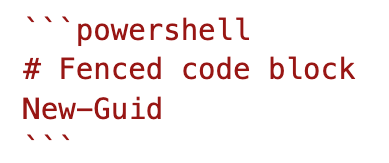 ```powershell
# Fenced code block
New-Guid
```